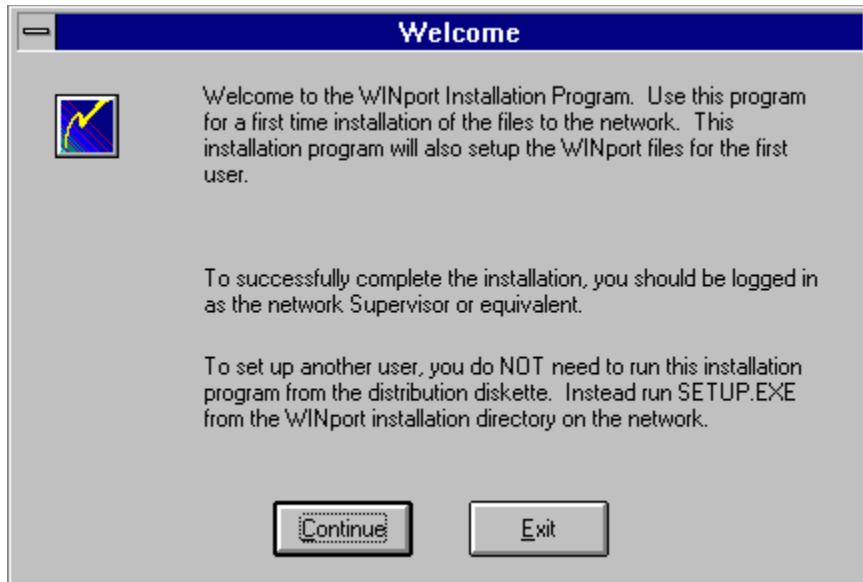 Welcome
Welcome to the WINport Installation Program.  Use this program
for a first time installation of the files to the network.  This
installation program will also setup the WINport files for the first
user.
To successfully complete the installation, you should be logged in
as the network Supervisor or equivalent.
To set up another user, you do NOT need to run this installation
program from the distribution diskette.  Instead run SETUP.EXE
from the WINport installation directory on the network.
Continue
Exit